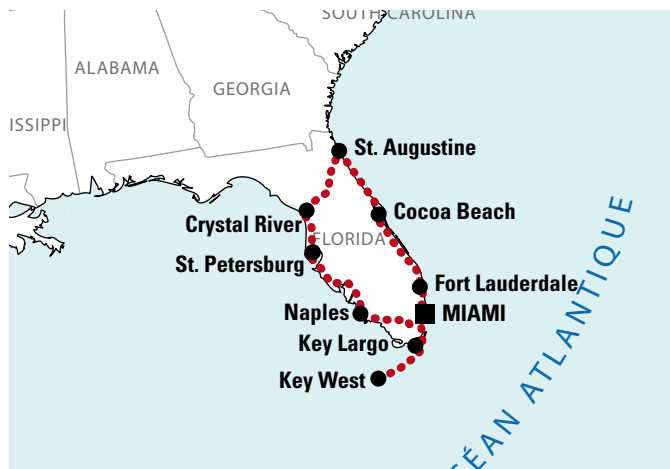 SOUTH CAROLINA
ALABAMA
GEORGIA
ISSIPPI
St. Augustine
Crystal River
Cocoa Beach
FLORIDA
St. Petersburg
Fort Lauderdale
Naples
MIAMI
Key Largo
Key West
CÉAN ATLANTIQUE